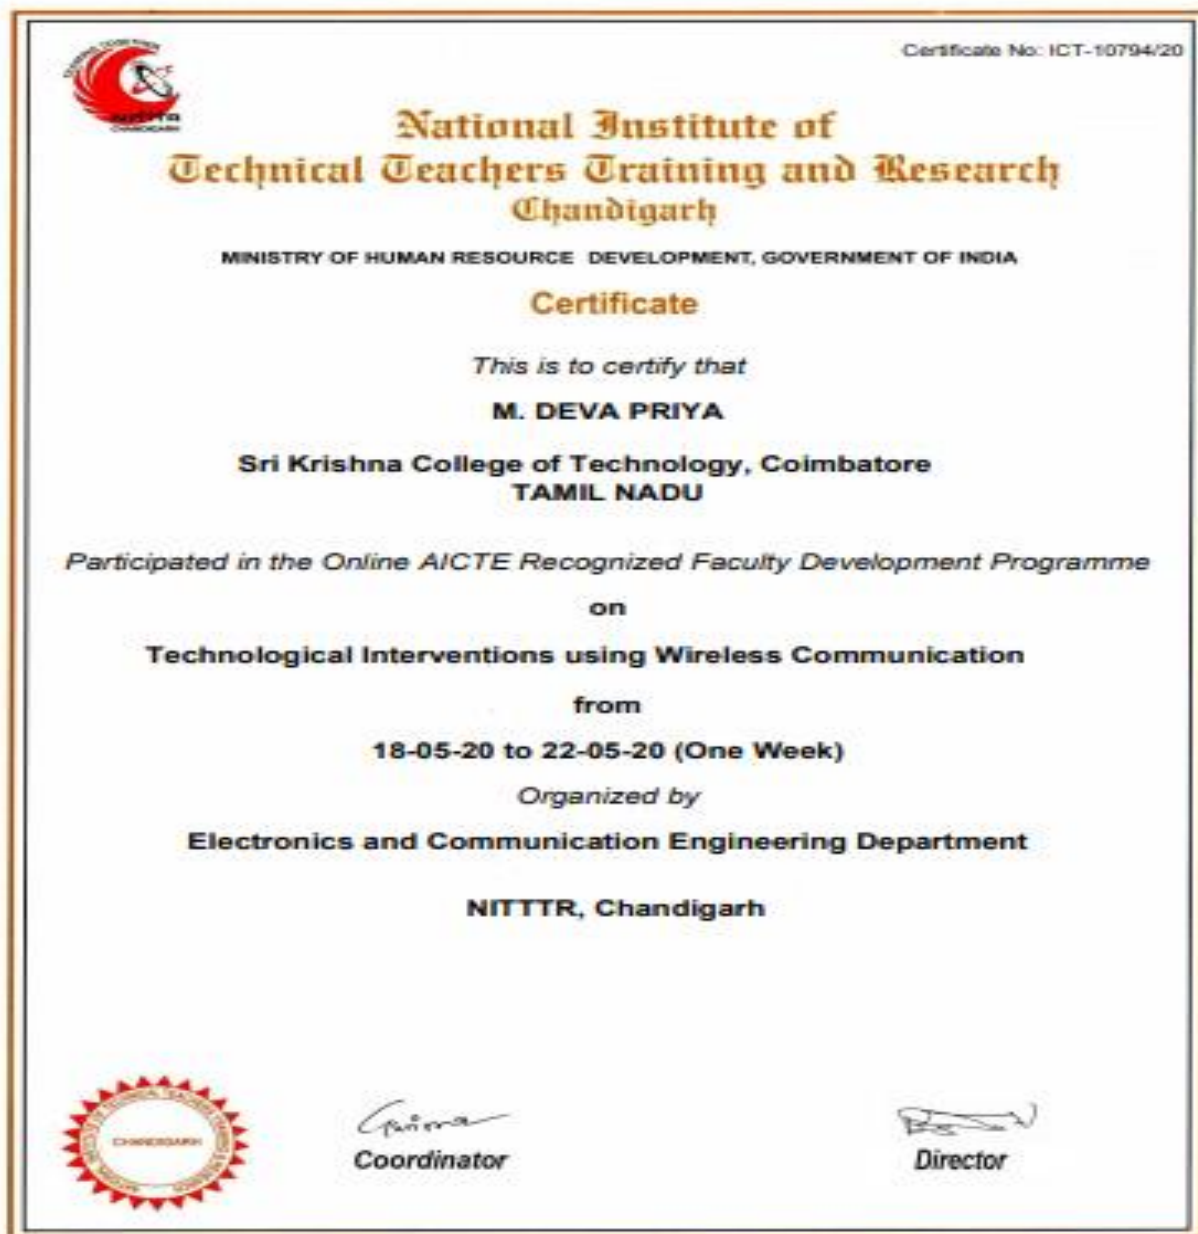 Certificate No: ICT-10794/20
NITTTR
CHANDIGARH
National Institute of
Technical Teachers Training and Research
Chandigarh
MINISTRY OF HUMAN RESOURCE DEVELOPMENT, GOVERNMENT OF INDIA
Certificate
This is to certify that
M. DEVA PRIYA
Sri Krishna College of Technology, Coimbatore
TAMIL NADU
Participated in the Online AICTE Recognized Faculty Development Programme
on
Technological Interventions using Wireless Communication
from
18-05-20 to 22-05-20 (One Week)
Organized by
Electronics and Communication Engineering Department
NITTTR, Chandigarh
CHANDIGARH
Coordinator
Director